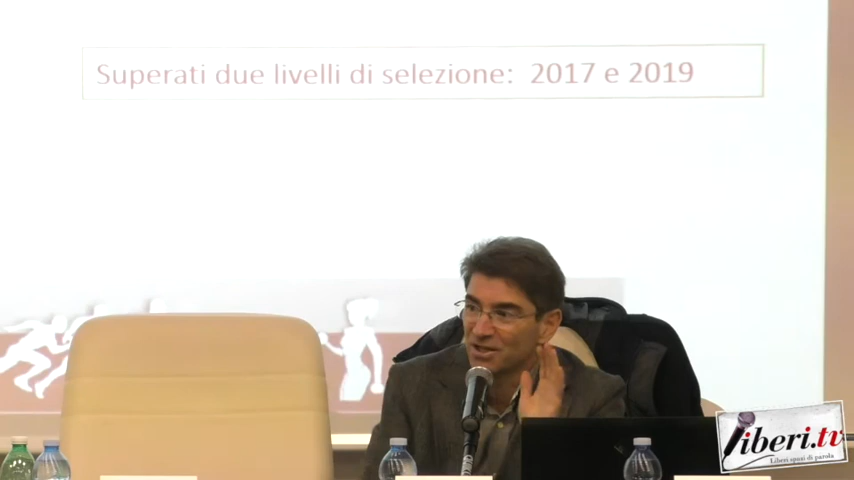 Superati due livelli di selezione: 2017 e 2019
liberi.tv
Liberi spazi di parola